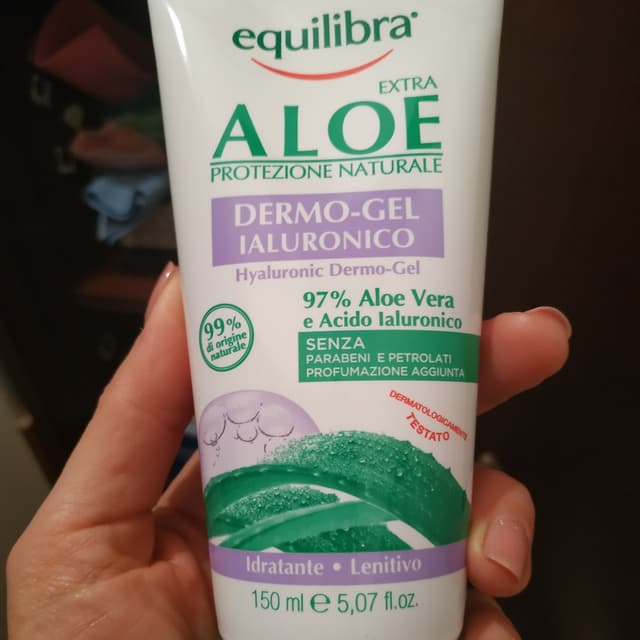 equilibra®
EXTRA
ALOE
PROTEZIONE NATURALE
DERMO-GEL
IALURONICO
Hyaluronic Dermo-Gel
97% Aloe Vera
e Acido Ialuronico
99%
di origine
naturale
SENZA
PARABENI E PETROLATI
PROFUMAZIONE AGGIUNTA
DERMATOLOGICAMENTE
TESTATO
Idratante • Lenitivo
150 ml ℮ 5,07 fl.oz.